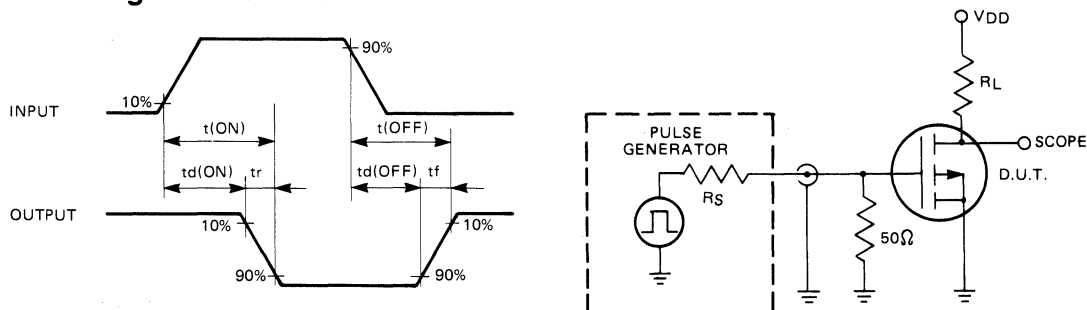 VDD
90%
RL
INPUT
10%
t(ON)
t(OFF)
PULSE
GENERATOR
SCOPE
td(ON)
tr
td(OFF)
tf
D.U.T.
RS
OUTPUT
10%
10%
50Ω
90%
90%